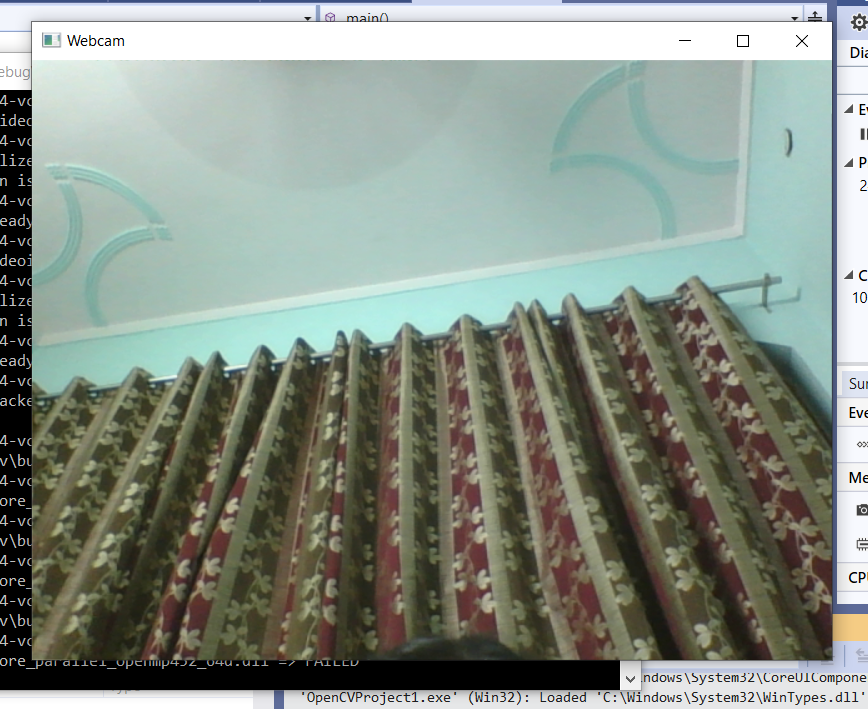 main()
Webcam
ebug
Dia
4-vc
ideo
4-vc
lize
n is
4-vc
eady
4-vc
deoi
4-vc
lize
n is
4-vc
eady
4-vc
acke
4-vc
v\bu
4-vc
ore_
4-vc
v\bu
4-vc
ore_
4-vc
v\bu
4-vc
ore_parallel_openmp452_64d.dll => FAILED
Ev
P
2
C
10
Sur
Eve
Me
CPU
ndows\System32\CoreUICompone
'OpenCVProject1.exe' (Win32): Loaded 'C:\Windows\System32\WinTypes.dll'